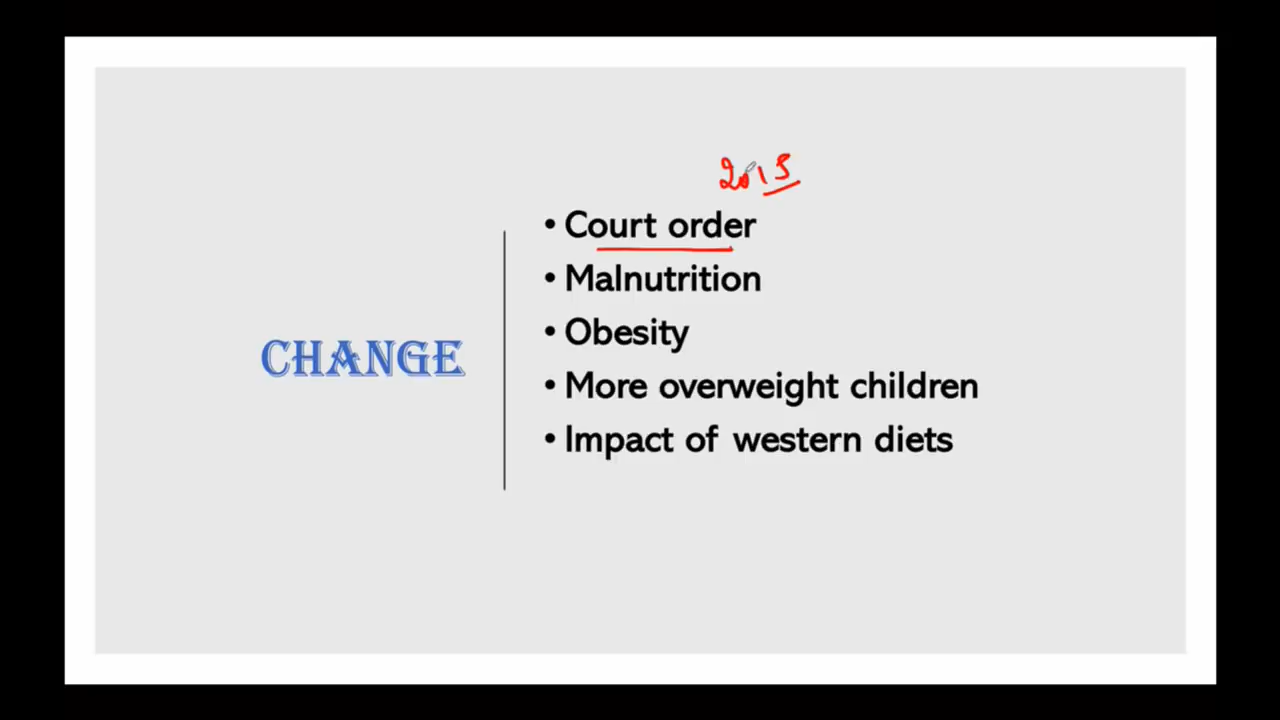 2015
• Court order
• Malnutrition
• Obesity
CHANGE
• More overweight children
• Impact of western diets